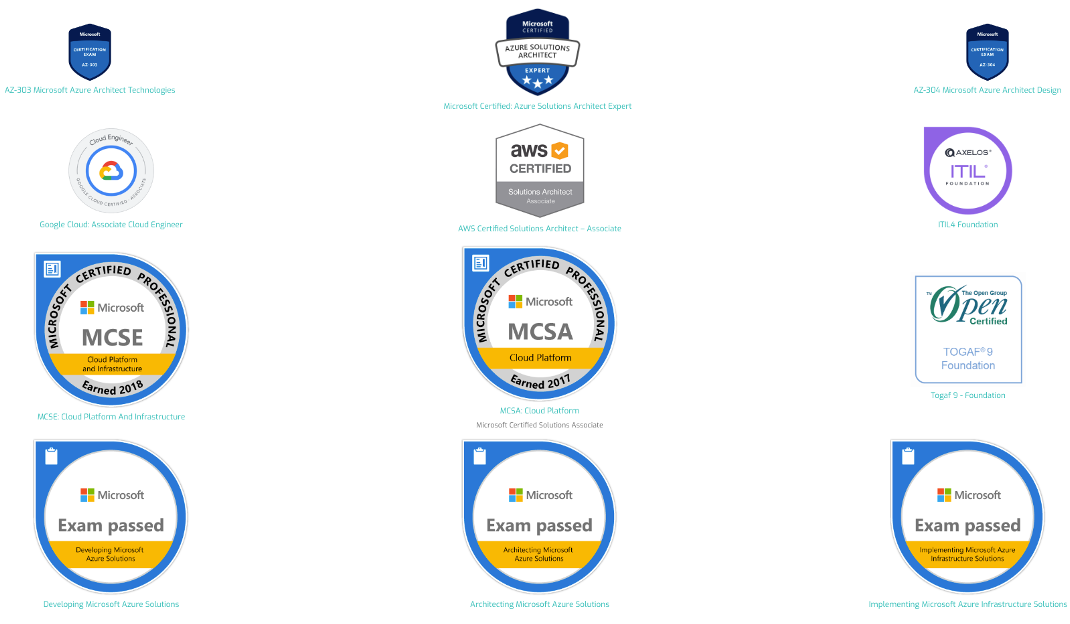 Microsoft
CERTIFICATION
EXAM
AZ-303
AZ-303 Microsoft Azure Architect Technologies
Microsoft
CERTIFIED
AZURE SOLUTIONS
ARCHITECT
EXPERT
Microsoft Certified: Azure Solutions Architect Expert
Microsoft
CERTIFICATION
EXAM
AZ-304
AZ-304 Microsoft Azure Architect Design
Cloud Engineer
GOOGLE CLOUD CERTIFIED · ASSOCIATE
Google Cloud: Associate Cloud Engineer
aws
CERTIFIED
Solutions Architect
Associate
AWS Certified Solutions Architect – Associate
AXELOS®
ITIL®
FOUNDATION
ITIL4 Foundation
MICROSOFT CERTIFIED PROFESSIONAL
Microsoft
MCSE
Cloud Platform
and Infrastructure
Earned 2018
MCSE: Cloud Platform And Infrastructure
MICROSOFT CERTIFIED PROFESSIONAL
Microsoft
MCSA
Cloud Platform
Earned 2017
MCSA: Cloud Platform
Microsoft Certified Solutions Associate
TM The Open Group
Open
Certified
TOGAF® 9
Foundation
Togaf 9 - Foundation
Microsoft
Exam passed
Developing Microsoft
Azure Solutions
Developing Microsoft Azure Solutions
Microsoft
Exam passed
Architecting Microsoft
Azure Solutions
Architecting Microsoft Azure Solutions
Microsoft
Exam passed
Implementing Microsoft Azure
Infrastructure Solutions
Implementing Microsoft Azure Infrastructure Solutions